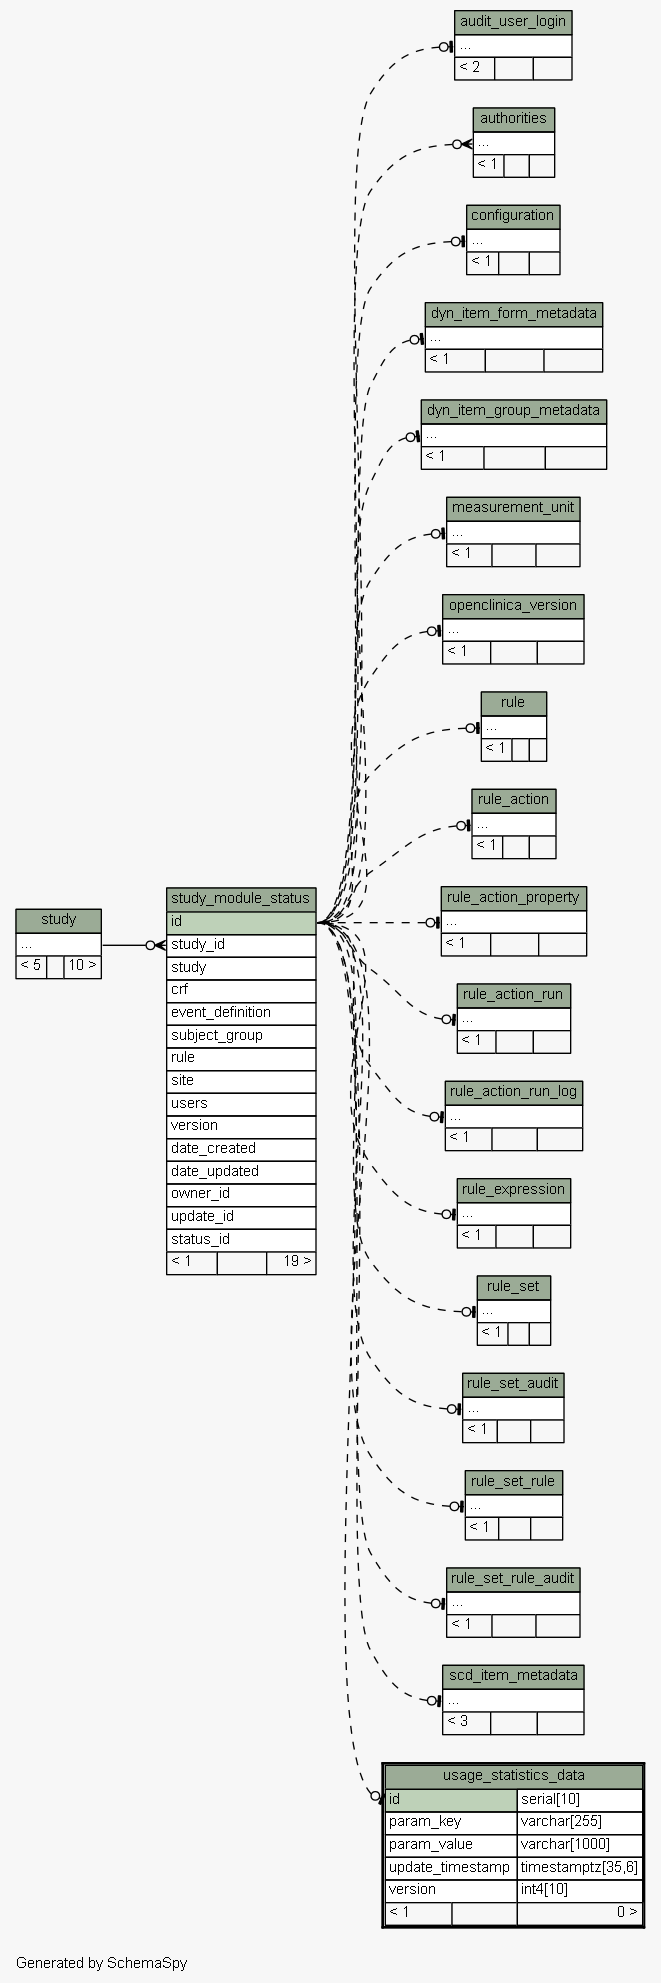 audit_user_login
...
< 2
authorities
...
< 1
configuration
...
< 1
dyn_item_form_metadata
...
< 1
dyn_item_group_metadata
...
< 1
measurement_unit
...
< 1
openclinica_version
...
< 1
rule
...
< 1
rule_action
...
< 1
rule_action_property
...
< 1
rule_action_run
...
< 1
rule_action_run_log
...
< 1
rule_expression
...
< 1
rule_set
...
< 1
rule_set_audit
...
< 1
rule_set_rule
...
< 1
rule_set_rule_audit
...
< 1
scd_item_metadata
...
< 3
study
...
< 5 10 >
study_module_status
id
study_id
study
crf
event_definition
subject_group
rule
site
users
version
date_created
date_updated
owner_id
update_id
status_id
< 1 19 >
usage_statistics_data
id serial[10]
param_key varchar[255]
param_value varchar[1000]
update_timestamp timestamptz[35,6]
version int4[10]
< 1 0 >
Generated by SchemaSpy